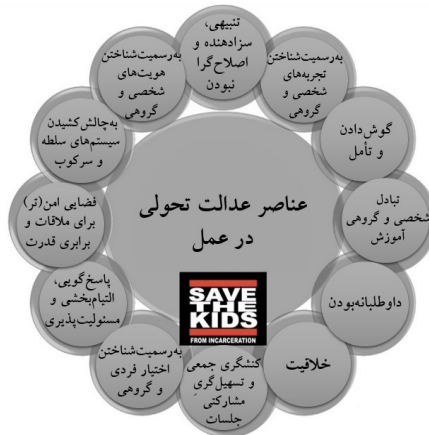 عناصر عدالت تحولی
در عمل
SAVE
THE
KIDS
FROM INCARCERATION
تنبیهی،
سزادهنده و
اصلاح‌گرا
نبودن
به‌رسمیت‌شناختن
تجربه‌های
شخصی و
گروهی
گوش‌دادن
و تأمل
تبادل
شخصی و گروهی
آموزش
داوطلبانه‌بودن
خلاقیت
کنشگری جمعی
و تسهیل‌گریِ
مشارکتی
جلسات
به‌رسمیت‌شناختن
اختیار فردی
و گروهی
پاسخ‌گویی،
التیام‌بخشی و
مسئولیت‌پذیری
فضایی امن(تر)
برای ملاقات و
برابری قدرت
به‌چالش‌کشیدن
سیستم‌های سلطه
و سرکوب
به‌رسمیت‌شناختن
هویت‌های
شخصی و
گروهی